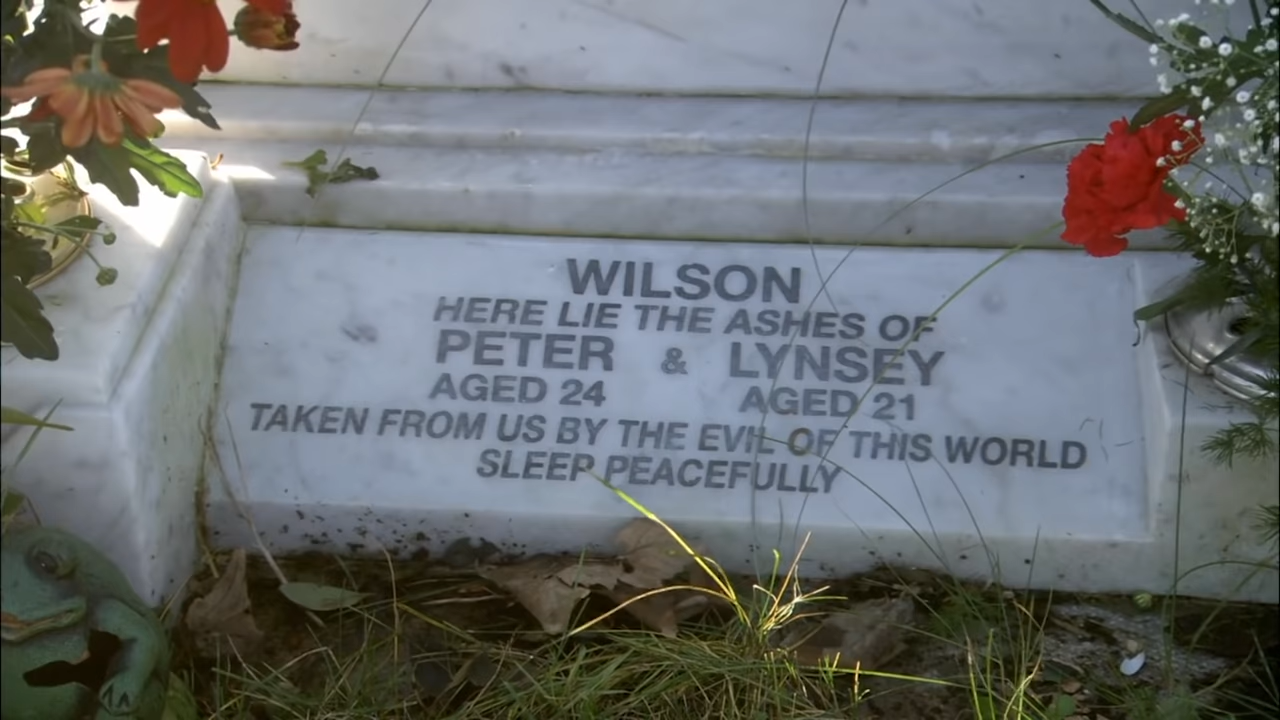 WILSON
HERE LIE THE ASHES OF
PETER & LYNSEY
AGED 24 AGED 21
TAKEN FROM US BY THE EVIL OF THIS WORLD
SLEEP PEACEFULLY